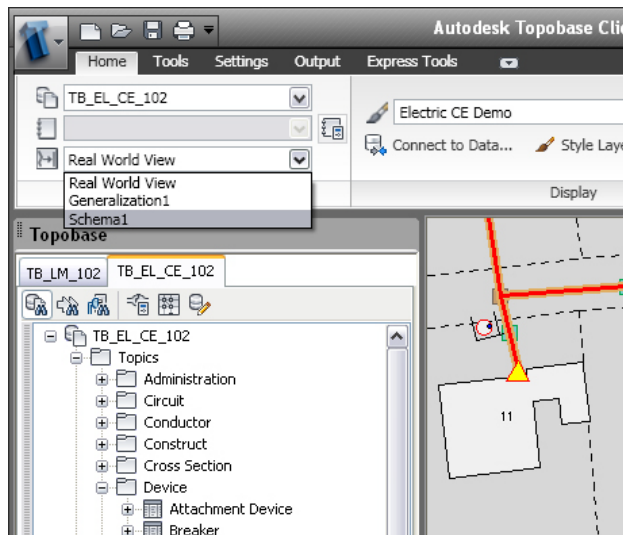 Autodesk Topobase Clie
Home Tools Settings Output Express Tools
TB_EL_CE_102
Electric CE Demo
Connect to Data... Style Laye
Real World View
Real World View
Generalization1
Schema1
Display
Topobase
TB_LM_102 TB_EL_CE_102
TB_EL_CE_102
Topics
Administration
Circuit
Conductor
Construct
Cross Section
Device
Attachment Device
Breaker
11